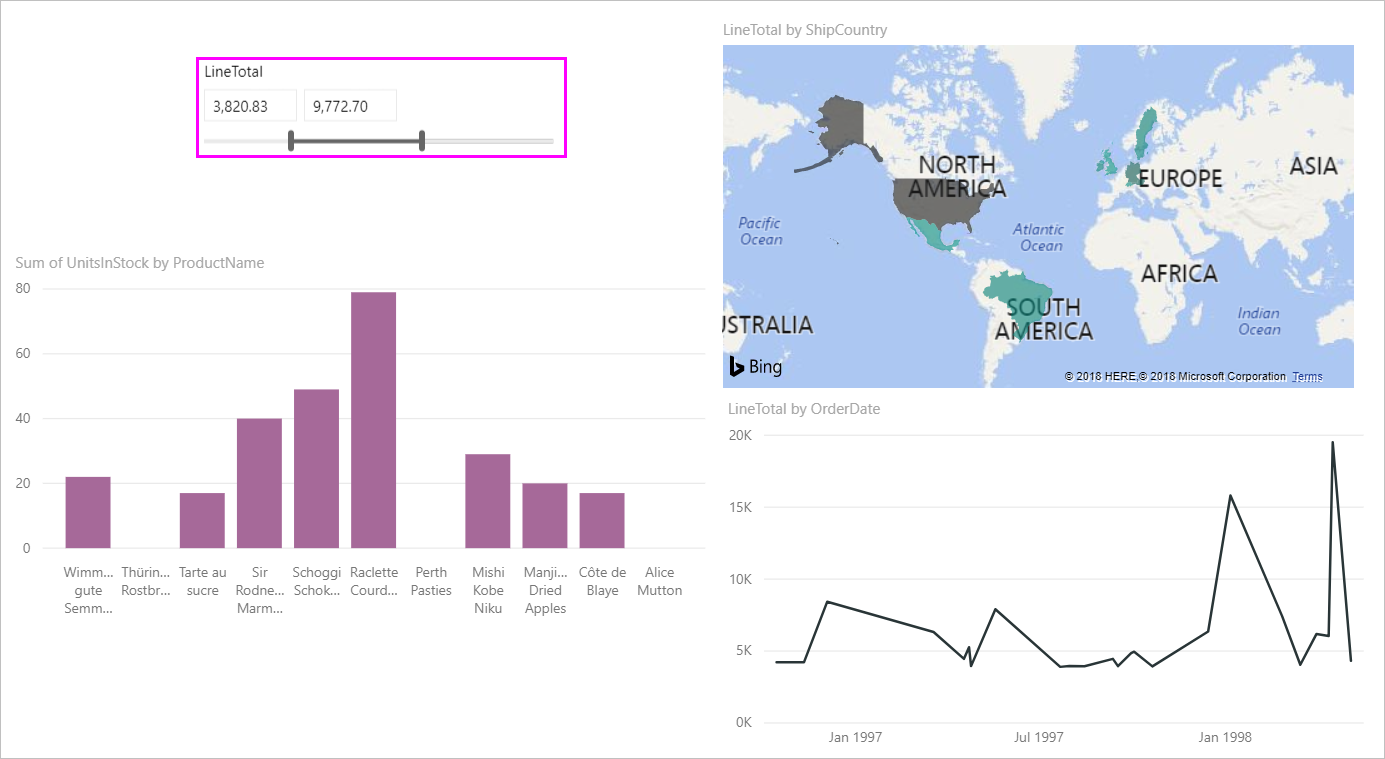 LineTotal
3,820.83 9,772.70
Sum of UnitsInStock by ProductName
80
60
40
20
0
Wimm... Thürin... Tarte au Sir Schoggi Raclette Perth Mishi Manji... Côte de Alice
gute Rostbr... sucre Rodne... Schok... Courd... Pasties Kobe Dried Blaye Mutton
Semm... Marm... Niku Apples
LineTotal by ShipCountry
NORTH
AMERICA
EUROPE
ASIA
Pacific
Ocean
Atlantic
Ocean
AFRICA
SOUTH
AMERICA
Indian
Ocean
USTRALIA
Bing
© 2018 HERE,© 2018 Microsoft Corporation Terms
LineTotal by OrderDate
20K
15K
10K
5K
0K
Jan 1997 Jul 1997 Jan 1998